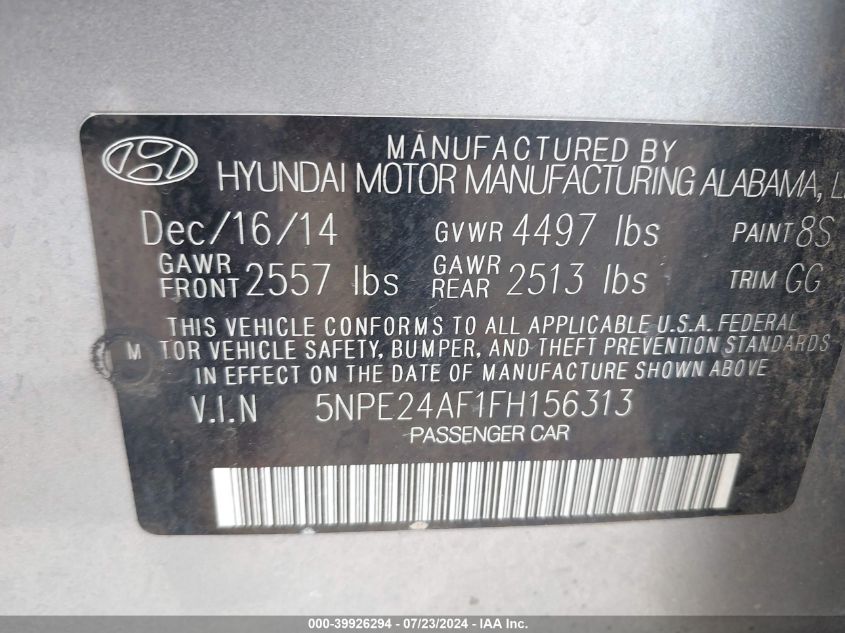 MANUFACTURED BY
HYUNDAI MOTOR MANUFACTURING ALABAMA,
Dec/16/14 GVWR 4497 lbs PAINT 8S
GAWR FRONT 2557 lbs GAWR REAR 2513 lbs TRIM GG
THIS VEHICLE CONFORMS TO ALL APPLICABLE U.S.A. FEDERAL
M TOR VEHICLE SAFETY, BUMPER, AND THEFT PREVENTION STANDARDS
IN EFFECT ON THE DATE OF MANUFACTURE SHOWN ABOVE
V.I.N 5NPE24AF1FH156313
PASSENGER CAR
000-39926294 - 07/23/2024 - IAA Inc.